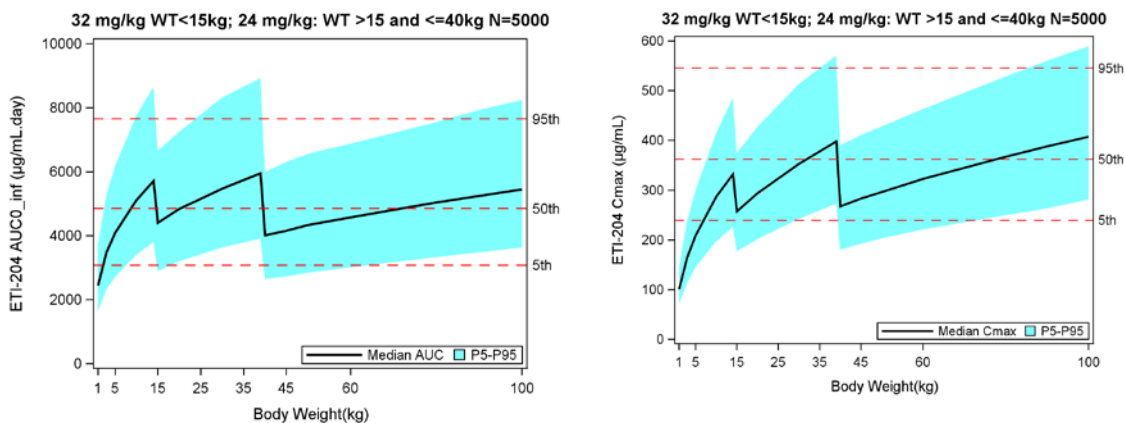 32 mg/kg WT<15kg; 24 mg/kg: WT >15 and <=40kg N=5000
ETI-204 AUC0_inf (µg/mL.day)
10000
8000
6000
4000
2000
0
95th
50th
5th
Median AUC P5-P95
1 5 15 25 35 45 60 100
Body Weight(kg)
32 mg/kg WT<15kg; 24 mg/kg: WT >15 and <=40kg N=5000
ETI-204 Cmax (µg/mL)
600
500
400
300
200
100
0
95th
50th
5th
Median Cmax P5-P95
1 5 15 25 35 45 60 100
Body Weight(kg)